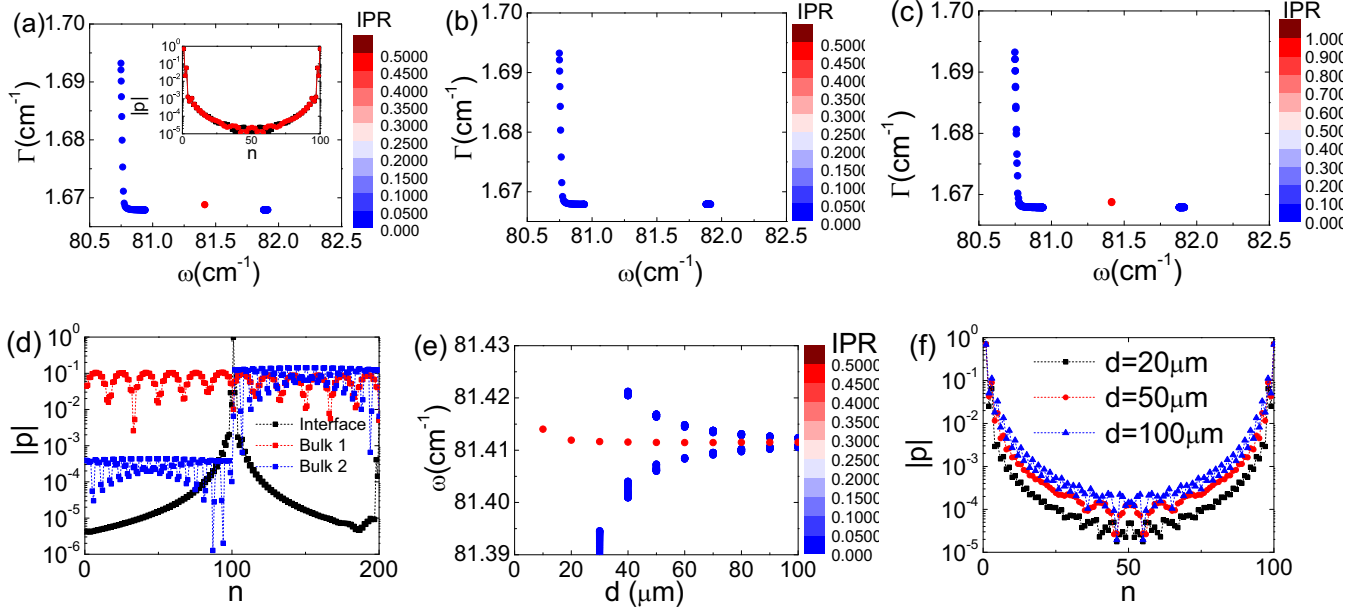 (a)
IPR
1.70
1.69
1.68
1.67
Γ(cm⁻¹)
80.5 81.0 81.5 82.0 82.5
ω(cm⁻¹)
10⁰
10⁻¹
10⁻²
10⁻³
10⁻⁴
10⁻⁵
|p|
0 50 100
n
0.5000
0.4500
0.4000
0.3500
0.3000
0.2500
0.2000
0.1500
0.1000
0.0500
0.000
(b)
IPR
1.70
1.69
1.68
1.67
Γ(cm⁻¹)
80.5 81.0 81.5 82.0 82.5
ω(cm⁻¹)
0.5000
0.4500
0.4000
0.3500
0.3000
0.2500
0.2000
0.1500
0.1000
0.0500
0.000
(c)
IPR
1.70
1.69
1.68
1.67
Γ(cm⁻¹)
80.5 81.0 81.5 82.0 82.5
ω(cm⁻¹)
1.000
0.900
0.800
0.700
0.600
0.500
0.400
0.300
0.200
0.100
0.000
(d)
10⁰
10⁻¹
10⁻²
10⁻³
10⁻⁴
10⁻⁵
10⁻⁶
|p|
Interface
Bulk 1
Bulk 2
0 100 200
n
(e)
IPR
81.43
81.42
81.41
81.40
81.39
ω(cm⁻¹)
0 20 40 60 80 100
d (μm)
0.5000
0.4500
0.4000
0.3500
0.3000
0.2500
0.2000
0.1500
0.1000
0.0500
0.000
(f)
10⁰
10⁻¹
10⁻²
10⁻³
10⁻⁴
10⁻⁵
|p|
d=20μm
d=50μm
d=100μm
0 50 100
n